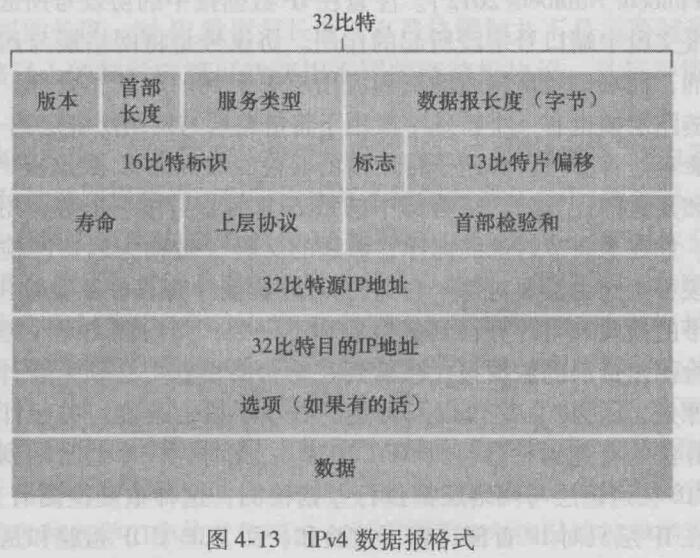 32比特
版本 首部长度 服务类型 数据报长度（字节）
16比特标识 标志 13比特片偏移
寿命 上层协议 首部检验和
32比特源IP地址
32比特目的IP地址
选项（如果有的话）
数据
图 4-13 IPv4 数据报格式